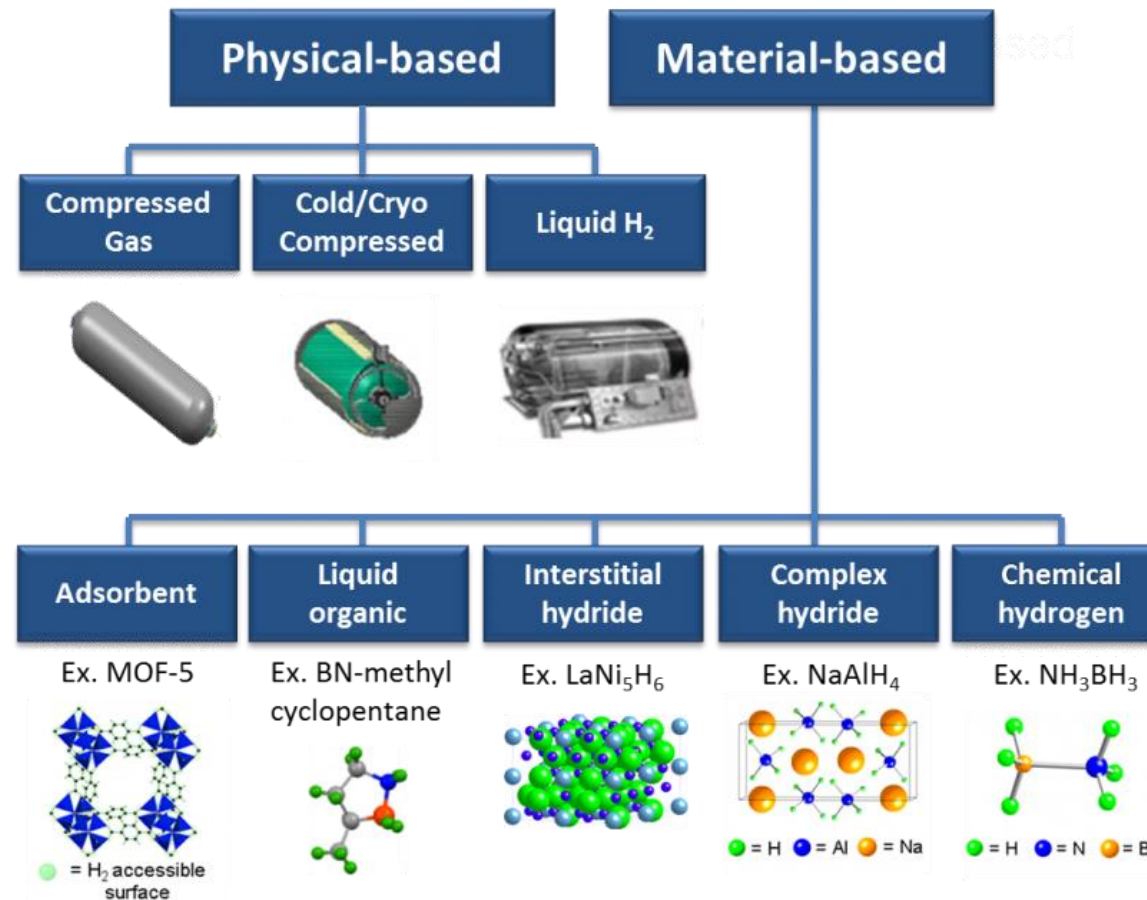 Physical-based
Material-based
Compressed
Gas
Cold/Cryo
Compressed
Liquid H₂
Adsorbent
Liquid
organic
Interstitial
hydride
Complex
hydride
Chemical
hydrogen
Ex. MOF-5
Ex. BN-methyl
cyclopentane
Ex. LaNi₅H₆
Ex. NaAlH₄
Ex. NH₃BH₃
= H₂ accessible
surface
= H = Al = Na
= H = N = B